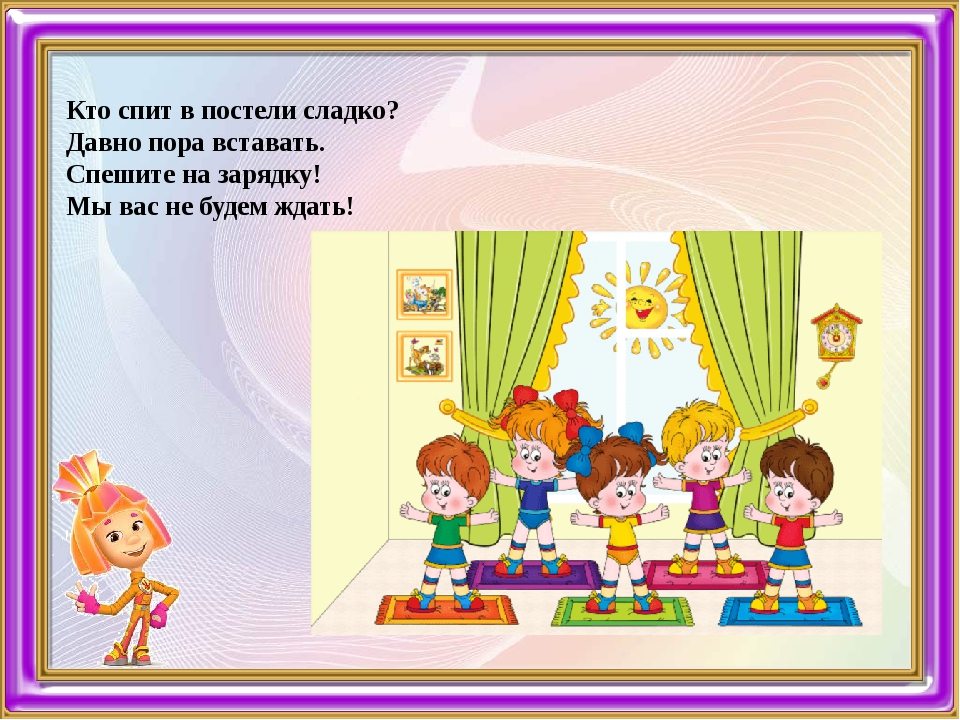 Кто спит в постели сладко?
Давно пора вставать.
Спешите на зарядку!
Мы вас не будем ждать!